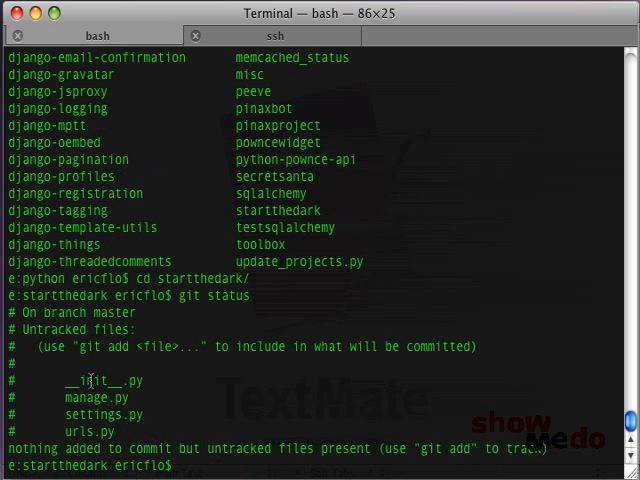 Terminal — bash — 86×25
bash ssh
django-email-confirmation memcached_status
django-gravatar misc
django-jsproxy peeve
django-logging pinaxbot
django-mptt pinaxproject
django-oembed powncewidget
django-pagination python-pownce-api
django-profiles secretsanta
django-registration sqlalchemy
django-tagging startthedark
django-template-utils testsqlalchemy
django-things toolbox
django-threadedcomments update_projects.py
e:python ericflo$ cd startthedark/
e:startthedark ericflo$ git status
# On branch master
# Untracked files:
#   (use "git add <file>..." to include in what will be committed)
#
#       __init__.py
#       manage.py
#       settings.py
#       urls.py
nothing added to commit but untracked files present (use "git add" to track)
e:startthedark ericflo$
TextMate
showmedo